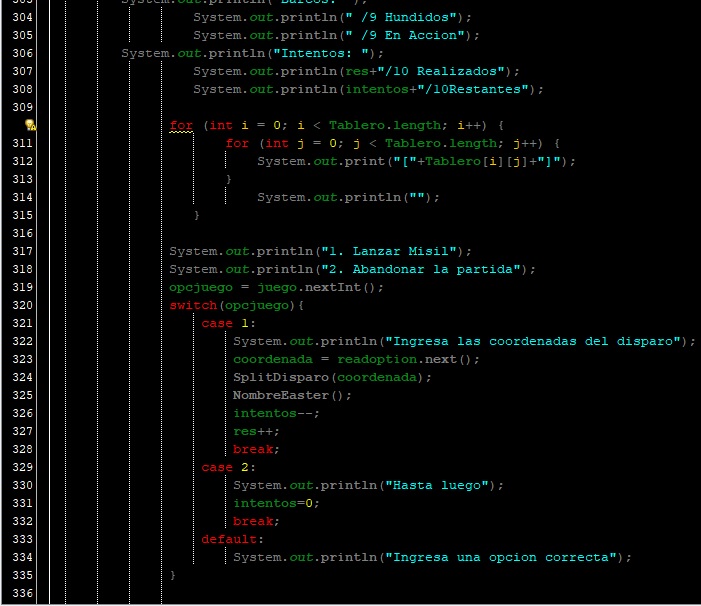 System.out.println("Barcos: ");
304 System.out.println(" /9 Hundidos");
305 System.out.println(" /9 En Accion");
306 System.out.println("Intentos: ");
307 System.out.println(res+"/10 Realizados");
308 System.out.println(intentos+"/10Restantes");
309
for (int i = 0; i < Tablero.length; i++) {
311 for (int j = 0; j < Tablero.length; j++) {
312 System.out.print("["+Tablero[i][j]+"]");
313 }
314 System.out.println("");
315 }
316
317 System.out.println("1. Lanzar Misil");
318 System.out.println("2. Abandonar la partida");
319 opcjuego = juego.nextInt();
320 switch(opcjuego){
321 case 1:
322 System.out.println("Ingresa las coordenadas del disparo");
323 coordenada = readoption.next();
324 SplitDisparo(coordenada);
325 NombreEaster();
326 intentos--;
327 res++;
328 break;
329 case 2:
330 System.out.println("Hasta luego");
331 intentos=0;
332 break;
333 default:
334 System.out.println("Ingresa una opcion correcta");
335 }
336